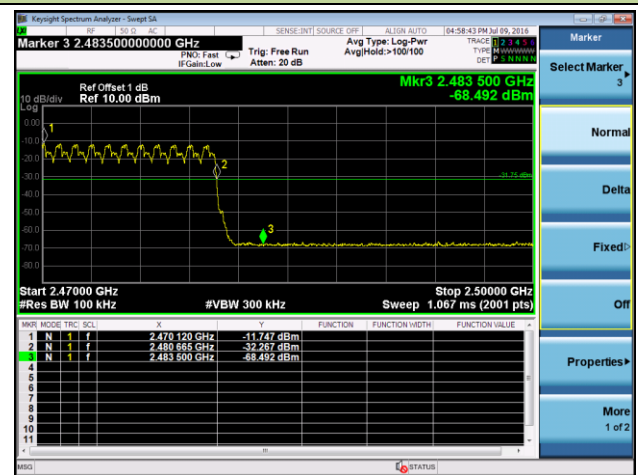 Keysight Spectrum Analyzer - Swept SA
RF 50 Ω AC SENSE:INT SOURCE OFF ALIGN AUTO 04:58:43 PM Jul 09, 2016
Marker 3 2.483500000000 GHz
PNO: Fast
IFGain:Low
Trig: Free Run
Atten: 20 dB
Avg Type: Log-Pwr
Avg|Hold:>100/100
TRACE 1 2 3 4 5 6
TYPE M WWWWW
DET P S N N N N
Marker
Select Marker
3
Normal
Delta
Fixed
Off
Properties
More
1 of 2
Ref Offset 1 dB
10 dB/div Ref 10.00 dBm
Log
Mkr3 2.483 500 GHz
-68.492 dBm
0.00
-10.0
-20.0
-30.0
-40.0
-50.0
-60.0
-70.0
-80.0
1
2
3
-31.75 dBm
Start 2.47000 GHz Stop 2.50000 GHz
#Res BW 100 kHz #VBW 300 kHz Sweep 1.067 ms (2001 pts)
MKR MODE TRC SCL X Y FUNCTION FUNCTION WIDTH FUNCTION VALUE
1 N 1 f 2.470 120 GHz -11.747 dBm
2 N 1 f 2.480 665 GHz -32.267 dBm
3 N 1 f 2.483 500 GHz -68.492 dBm
4
5
6
7
8
9
10
11
MSG STATUS